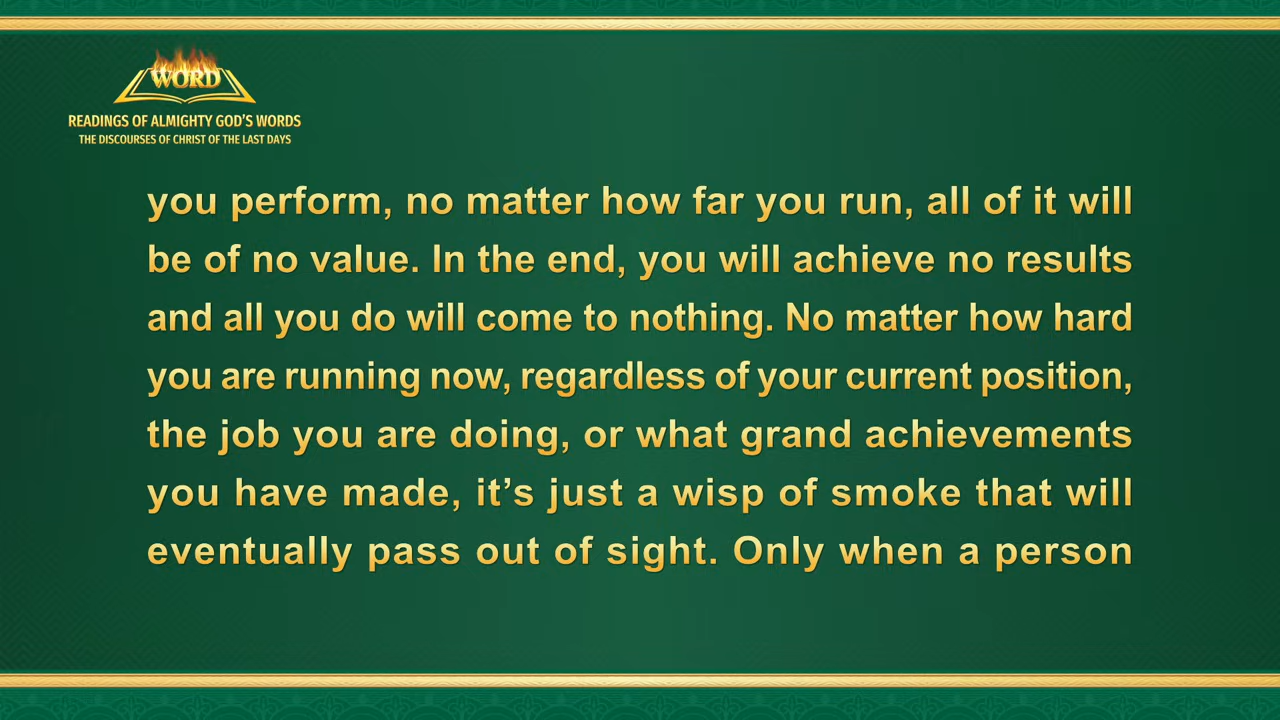 WORD
READINGS OF ALMIGHTY GOD'S WORDS
THE DISCOURSES OF CHRIST OF THE LAST DAYS
you perform, no matter how far you run, all of it will
be of no value. In the end, you will achieve no results
and all you do will come to nothing. No matter how hard
you are running now, regardless of your current position,
the job you are doing, or what grand achievements
you have made, it’s just a wisp of smoke that will
eventually pass out of sight. Only when a person